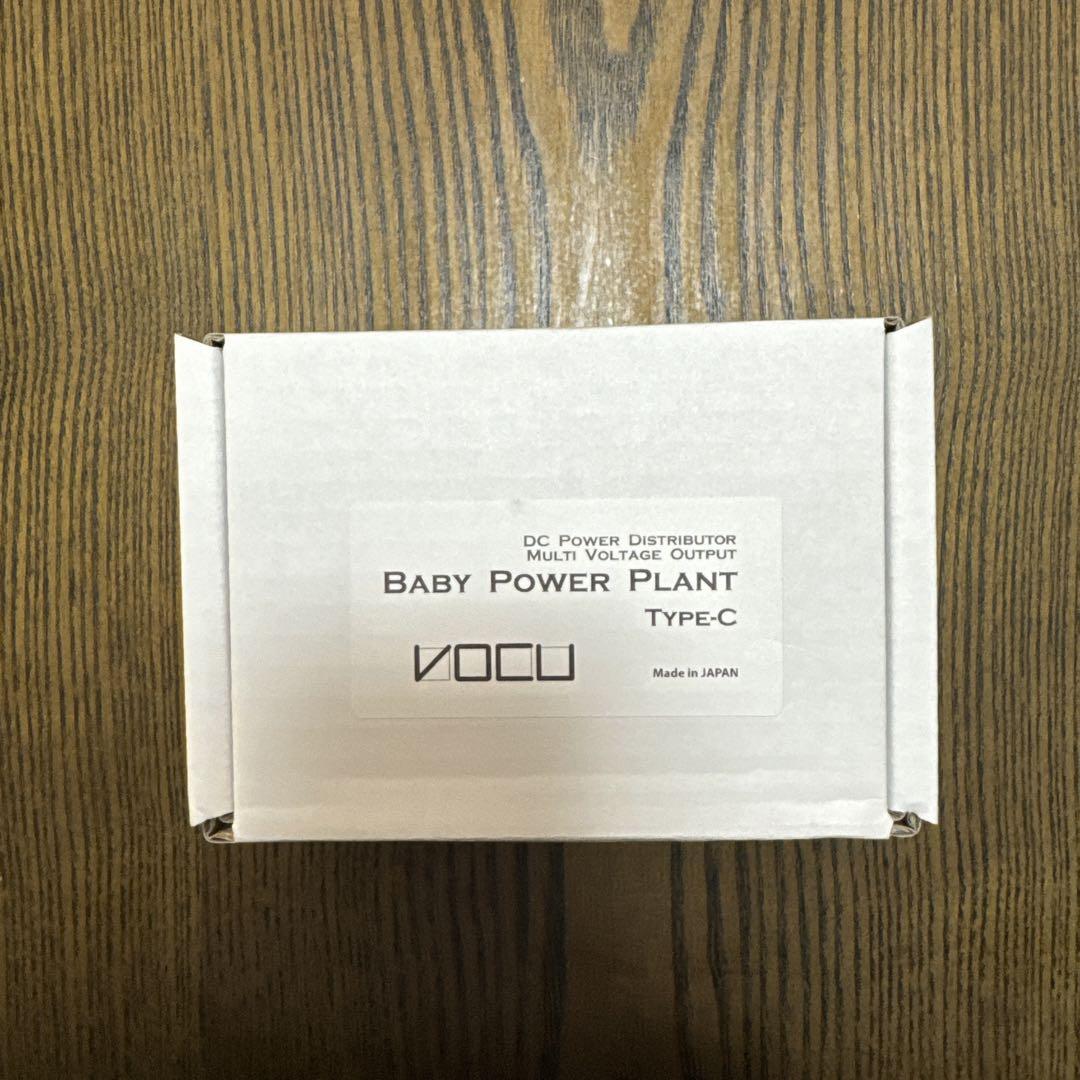 DC Power Distributor
Multi Voltage Output
Baby Power Plant
Type-C
VOCU
Made in JAPAN